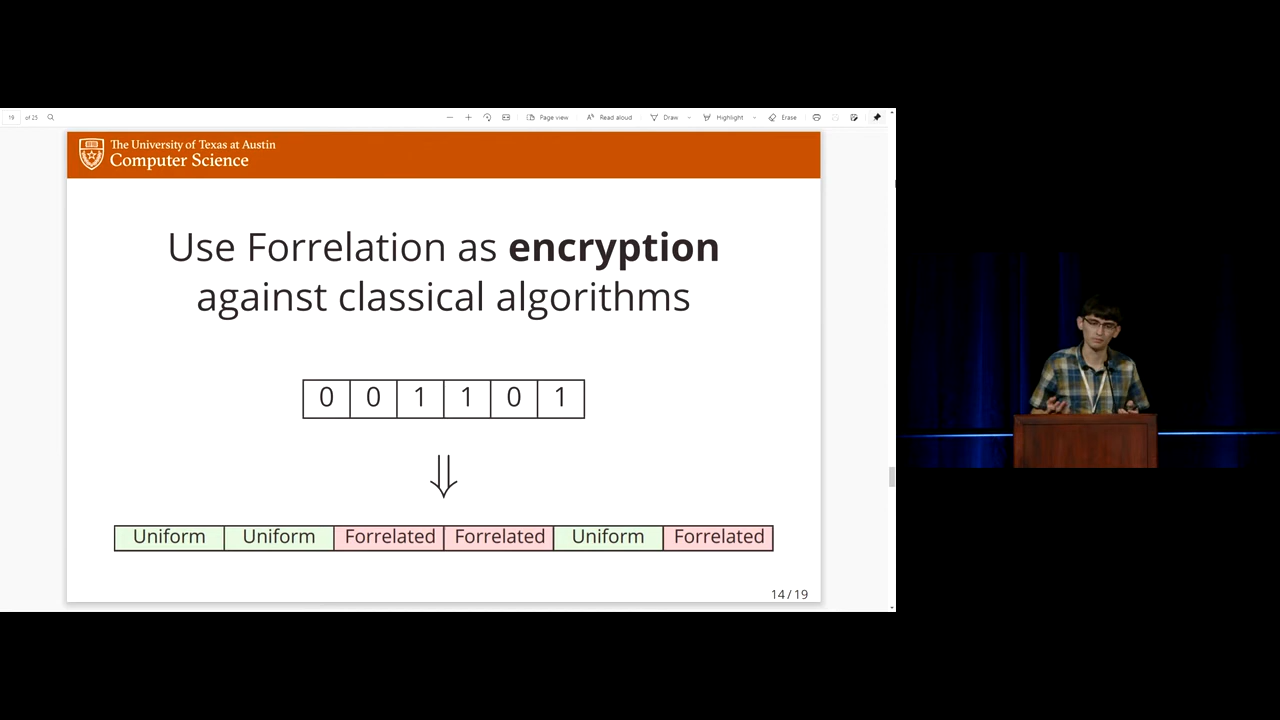 19 of 25 Page view Read aloud Draw Highlight Erase
The University of Texas at Austin
Computer Science
Use Forrelation as encryption
against classical algorithms
0 0 1 1 0 1
Uniform Uniform Forrelated Forrelated Uniform Forrelated
14 / 19